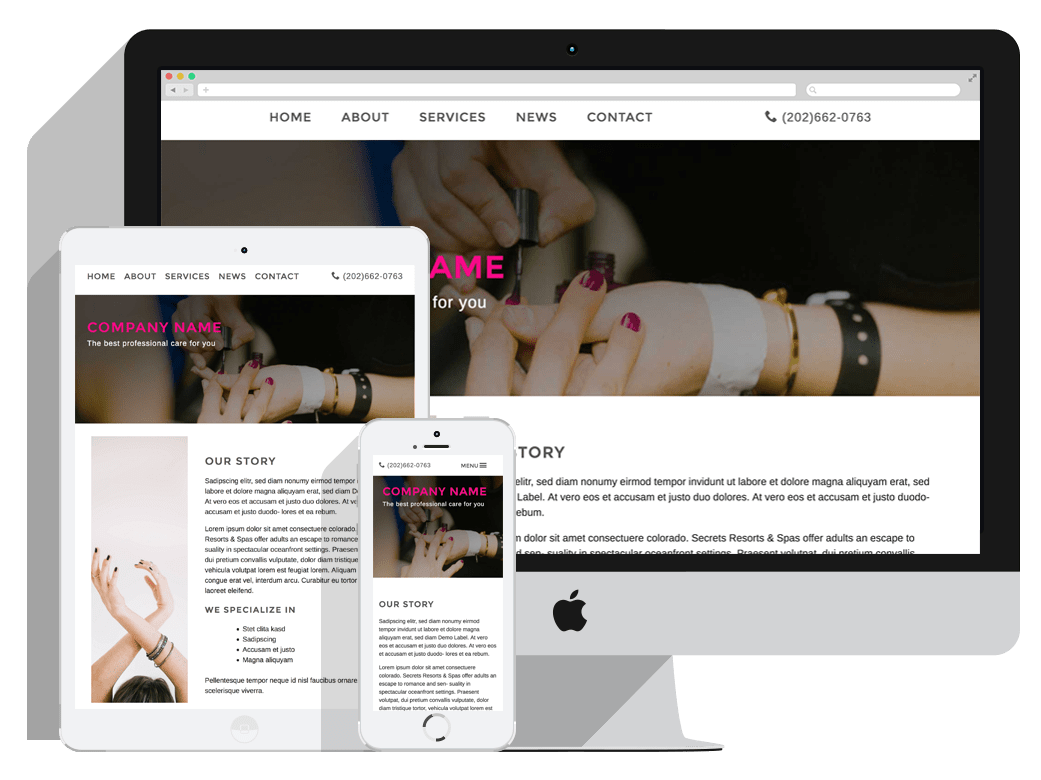 HOME ABOUT SERVICES NEWS CONTACT (202)662-0763
AME
for you
TORY
elitr, sed diam nonumy eirmod tempor invidunt ut labore et dolore magna aliquyam erat, sed diam
Label. At vero eos et accusam et justo duo dolores. At vero eos et accusam et justo duodo-
ebum.
m dolor sit amet consectuere colorado. Secrets Resorts & Spas offer adults an escape to
d sen- suality in spectacular oceanfront settings. Praesent volutpat, dui pretium convallis
HOME ABOUT SERVICES NEWS CONTACT (202)662-0763
COMPANY NAME
The best professional care for you
OUR STORY
Sadipscing elitr, sed diam nonumy eirmod tempor
labore et dolore magna aliquyam erat, sed diam D
At vero eos et accusam et justo duo dolores. At ve
accusam et justo duodo- lores et ea rebum.
Lorem ipsum dolor sit amet consectuere colorado.
Resorts & Spas offer adults an escape to romance
suality in spectacular oceanfront settings. Praesen
dui pretium convallis vulputate, dolor diam tristique
vehicula volutpat lorem est feugiat lorem. Aliquam
congue erat vel, interdum arcu. Curabitur eu tortor
laoreet eleifend.
WE SPECIALIZE IN
Stet clita kasd
Sadipscing
Accusam et justo
Magna aliquyam
Pellentesque tempor neque id nisl faucibus ornare
scelerisque viverra.
(202)662-0763 MENU
COMPANY NAME
The best professional care for you
OUR STORY
Sadipscing elitr, sed diam nonumy eirmod
tempor invidunt ut labore et dolore magna
aliquyam erat, sed diam Demo Label. At vero
eos et accusam et justo duo dolores. At vero eos
et accusam et justo duodo- lores et ea rebum.
Lorem ipsum dolor sit amet consectuere
colorado. Secrets Resorts & Spas offer adults an
escape to romance and sen- suality in
spectacular oceanfront settings. Praesent
volutpat, dui pretium convallis vulputate, dolor
diam tristique tortor, vehicula volutpat lorem est